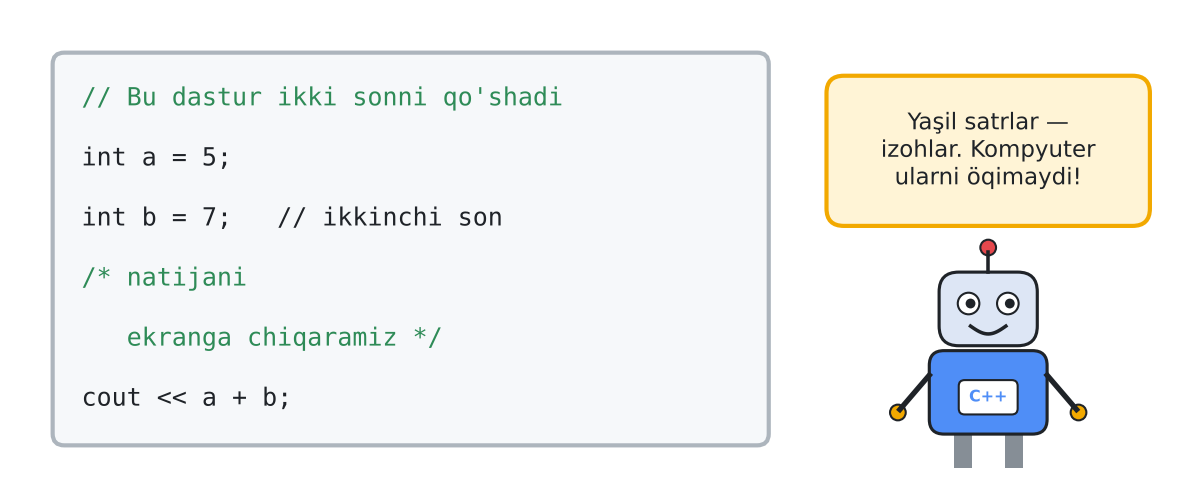 // Bu dastur ikki sonni qo'shadi
int a = 5;
int b = 7;   // ikkinchi son
/* natijani
   ekranga chiqaramiz */
cout << a + b;
Yaşil satrlar —
izohlar. Kompyuter
ularni öqimaydi!
C++